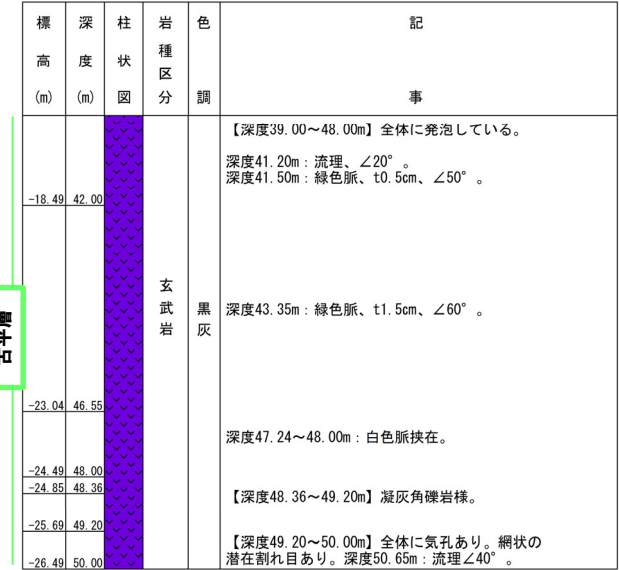 標高(m)
深度(m)
柱状図
岩種区分
色調
記事
【深度39.00～48.00m】全体に発泡している。
深度41.20m：流理、∠20°。
深度41.50m：緑色脈、t0.5cm、∠50°。
-18.49 42.00
玄武岩
黒灰
深度43.35m：緑色脈、t1.5cm、∠60°。
-23.04 46.55
深度47.24～48.00m：白色脈挟在。
-24.49 48.00
-24.85 48.36
【深度48.36～49.20m】凝灰角礫岩様。
-25.69 49.20
【深度49.20～50.00m】全体に気孔あり。網状の
潜在割れ目あり。深度50.65m：流理∠40°。
-26.49 50.00